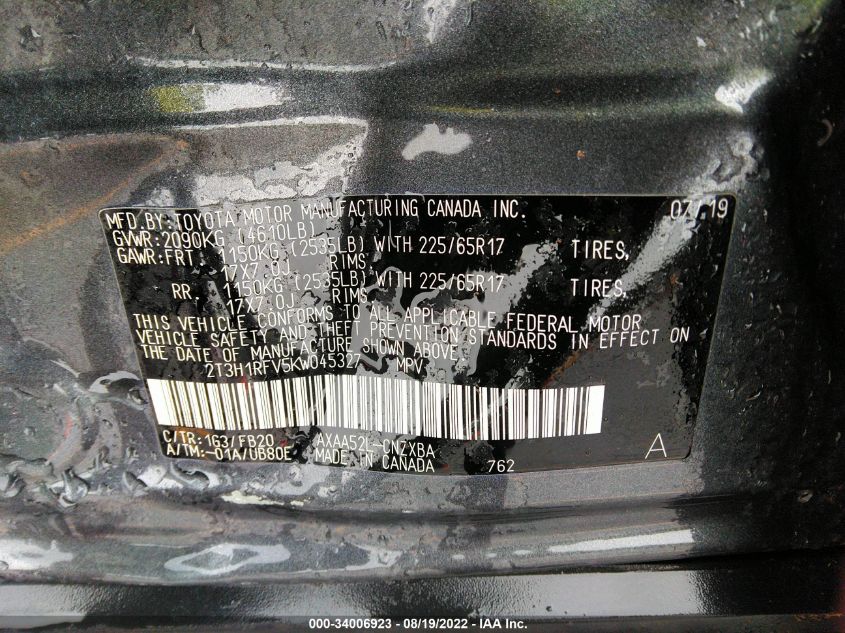 MFD.BY:TOYOTA MOTOR MANUFACTURING CANADA INC. 07/19
GVWR:2090KG (4610LB)
GAWR:FRT. 1150KG (2535LB) WITH 225/65R17 TIRES,
17X7.0J RIMS
RR. 1150KG (2535LB) WITH 225/65R17 TIRES,
17X7.0J RIMS
THIS VEHICLE CONFORMS TO ALL APPLICABLE FEDERAL MOTOR
VEHICLE SAFETY AND THEFT PREVENTION STANDARDS IN EFFECT ON
THE DATE OF MANUFACTURE SHOWN ABOVE.
2T3H1RFV5KW045327 MPV
C/TR:163/FB20 AXAA52L-CNZXBA A
A/TM:-01A/UB80E MADE IN CANADA 762
000-34006923 - 08/19/2022 - IAA Inc.